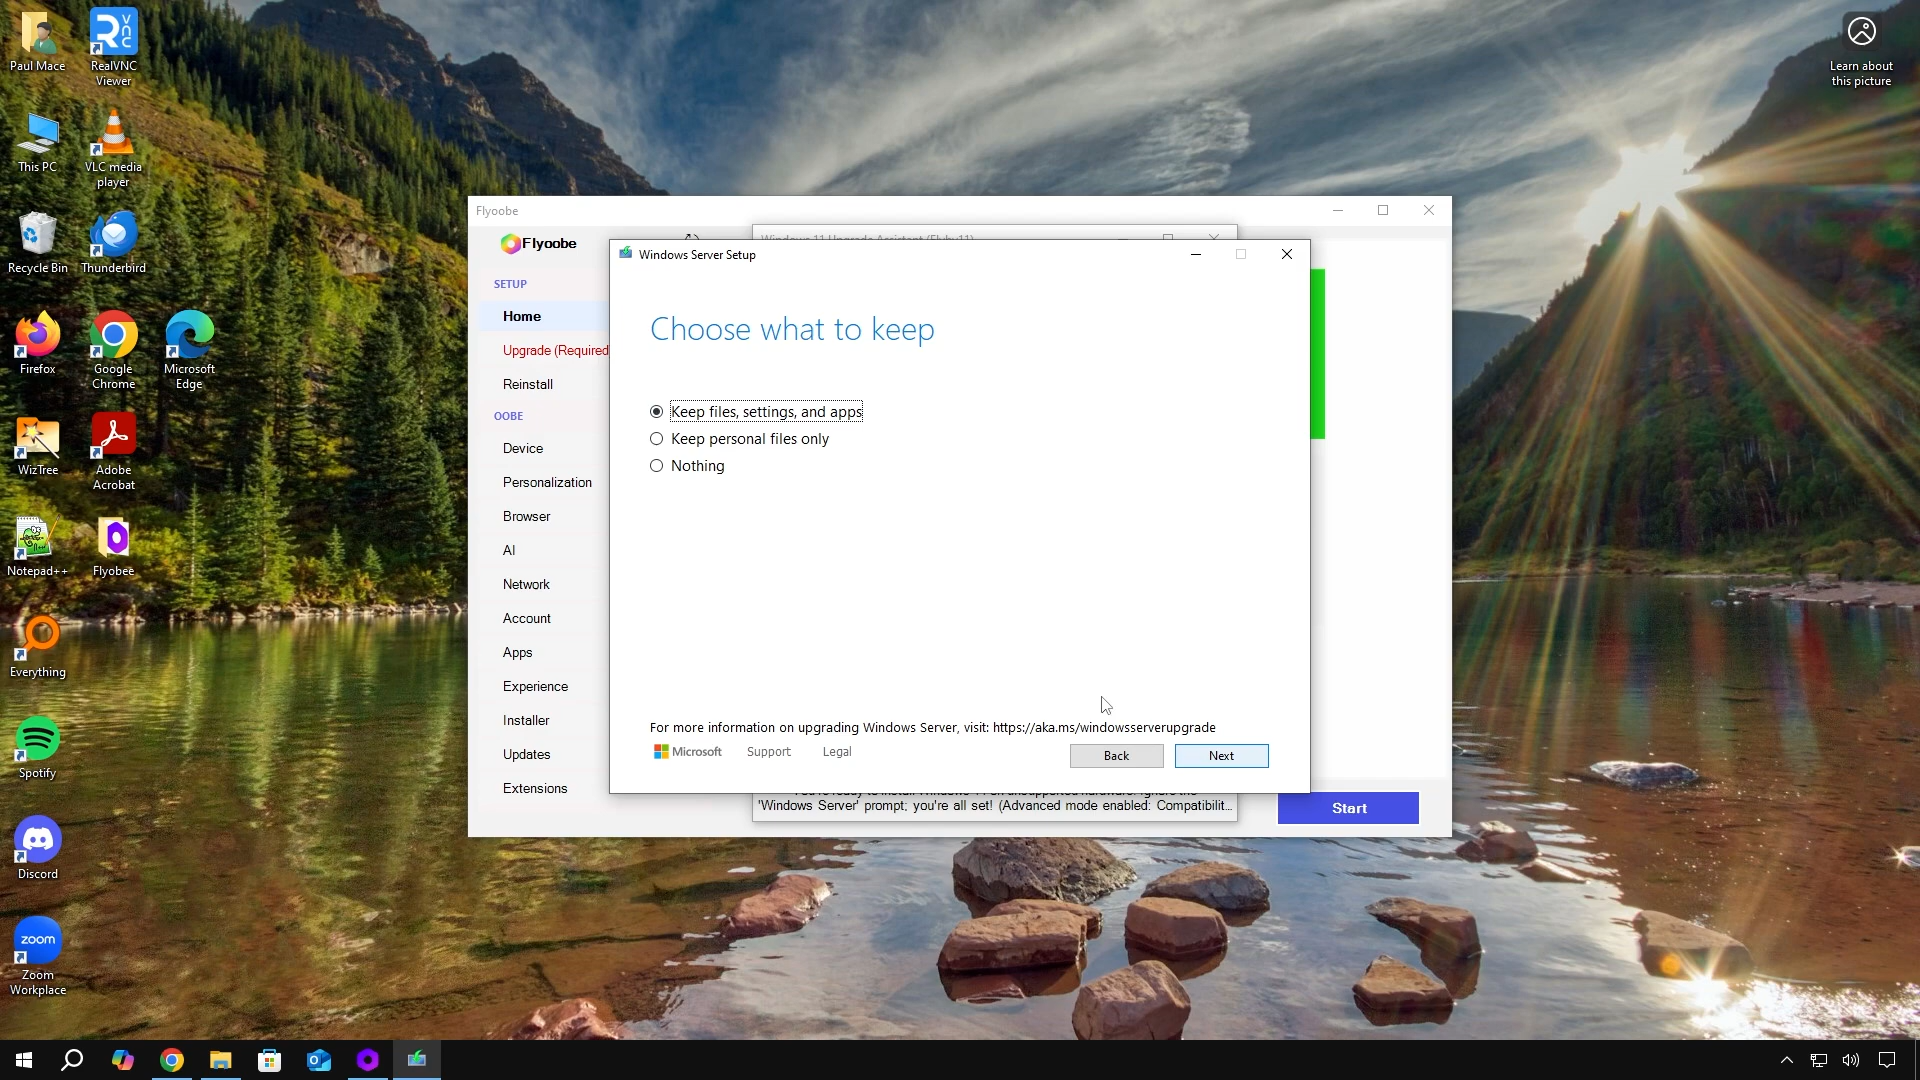 Paul Mace
RealVNC
Viewer
Learn about
this picture
This PC
VLC media
player
Recycle Bin
Thunderbird
Firefox
Google
Chrome
Microsoft
Edge
WizTree
Adobe
Acrobat
Notepad++
Flyobee
Everything
Spotify
Discord
zoom
Zoom
Workplace
Flyoobe
Flyoobe
Windows 11 Upgrade Assistant (Flyby11)
SETUP
Home
Upgrade (Required
Reinstall
OOBE
Device
Personalization
Browser
AI
Network
Account
Apps
Experience
Installer
Updates
Extensions
Windows Server Setup
Choose what to keep
Keep files, settings, and apps
Keep personal files only
Nothing
For more information on upgrading Windows Server, visit: https://aka.ms/windowsserverupgrade
Microsoft
Support
Legal
Back
Next
'Windows Server' prompt; you're all set! (Advanced mode enabled: Compatibilit...
Start